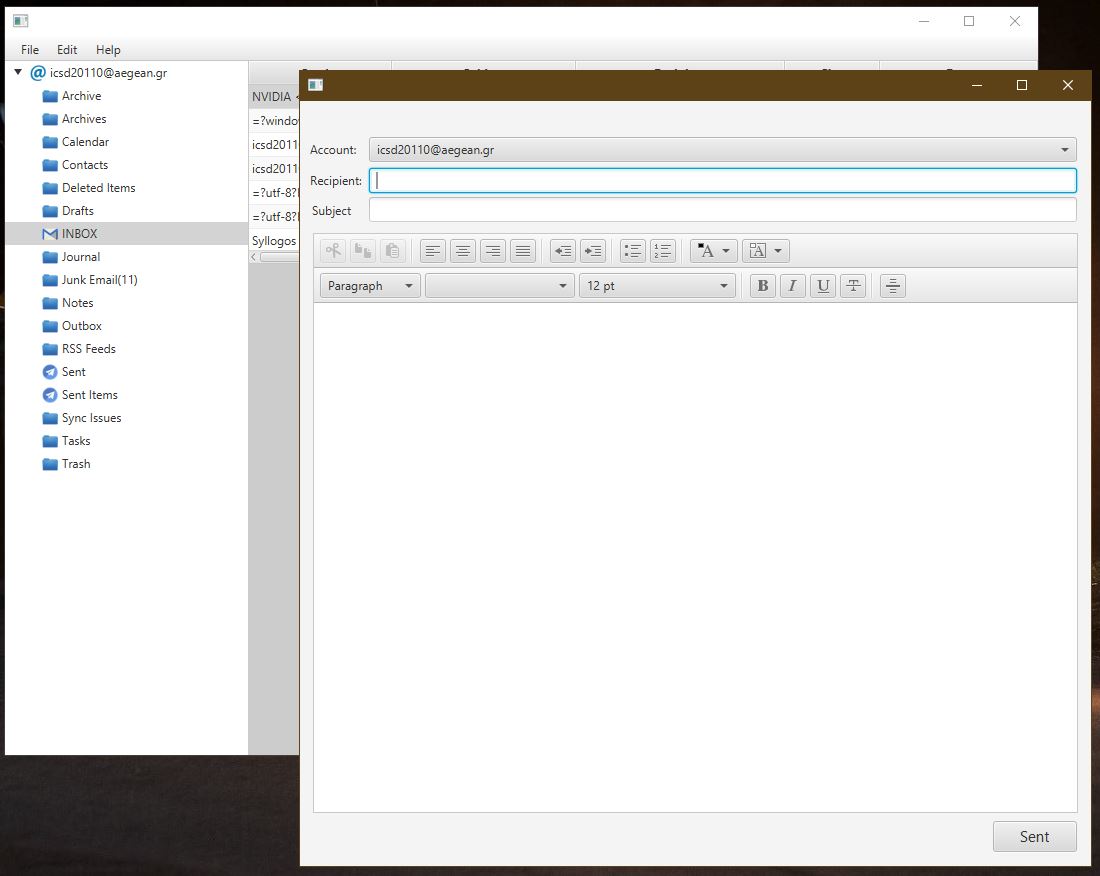 File Edit Help
icsd20110@aegean.gr
Archive
Archives
Calendar
Contacts
Deleted Items
Drafts
INBOX
Journal
Junk Email(11)
Notes
Outbox
RSS Feeds
Sent
Sent Items
Sync Issues
Tasks
Trash
NVIDIA <
=?windo
icsd2011
icsd2011
=?utf-8?
=?utf-8?
Syllogos
Account: icsd20110@aegean.gr
Recipient:
Subject
A A
Paragraph 12 pt B I U T
Sent